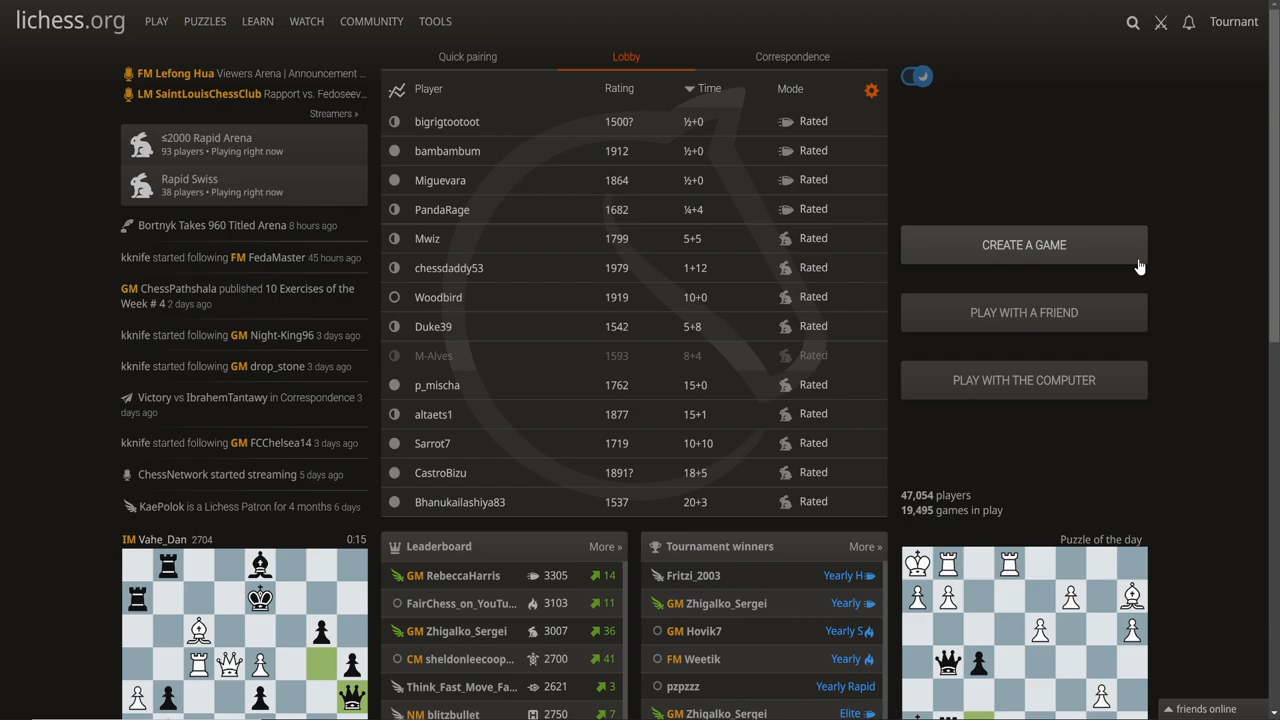 lichess.org PLAY PUZZLES LEARN WATCH COMMUNITY TOOLS Tournant
FM Lefong Hua Viewers Arena | Announcement ...
LM SaintLouisChessClub Rapport vs. Fedoseev...
Streamers »
≤2000 Rapid Arena
93 players • Playing right now
Rapid Swiss
38 players • Playing right now
Bortnyk Takes 960 Titled Arena 8 hours ago
kknife started following FM FedaMaster 45 hours ago
GM ChessPathshala published 10 Exercises of the
Week # 4 2 days ago
kknife started following GM Night-King96 3 days ago
kknife started following GM drop_stone 3 days ago
Victory vs IbrahemTantawy in Correspondence 3
days ago
kknife started following GM FCChelsea14 3 days ago
ChessNetwork started streaming 5 days ago
KaePolok is a Lichess Patron for 4 months 6 days
IM Vahe_Dan 2704 0:15
Quick pairing Lobby Correspondence
Player Rating Time Mode
bigrigtootoot 1500? ½+0 Rated
bambambum 1912 ½+0 Rated
Miguevara 1864 ½+0 Rated
PandaRage 1682 ¼+4 Rated
Mwiz 1799 5+5 Rated
chessdaddy53 1979 1+12 Rated
Woodbird 1919 10+0 Rated
Duke39 1542 5+8 Rated
M-Alves 1593 8+4 Rated
p_mischa 1762 15+0 Rated
altaets1 1877 15+1 Rated
Sarrot7 1719 10+10 Rated
CastroBizu 1891? 18+5 Rated
Bhanukailashiya83 1537 20+3 Rated
Leaderboard More »
GM RebeccaHarris 3305 14
FairChess_on_YouTu... 3103 11
GM Zhigalko_Sergei 3007 36
CM sheldonleecoop... 2700 41
Think_Fast_Move_Fa... 2621 3
NM blitzbullet 2750 7
Tournament winners More »
Fritzi_2003 Yearly H
GM Zhigalko_Sergei Yearly
GM Hovik7 Yearly S
FM Weetik Yearly
pzpzzz Yearly Rapid
GM Zhigalko_Sergei Elite
CREATE A GAME
PLAY WITH A FRIEND
PLAY WITH THE COMPUTER
47,054 players
19,495 games in play
Puzzle of the day
friends online